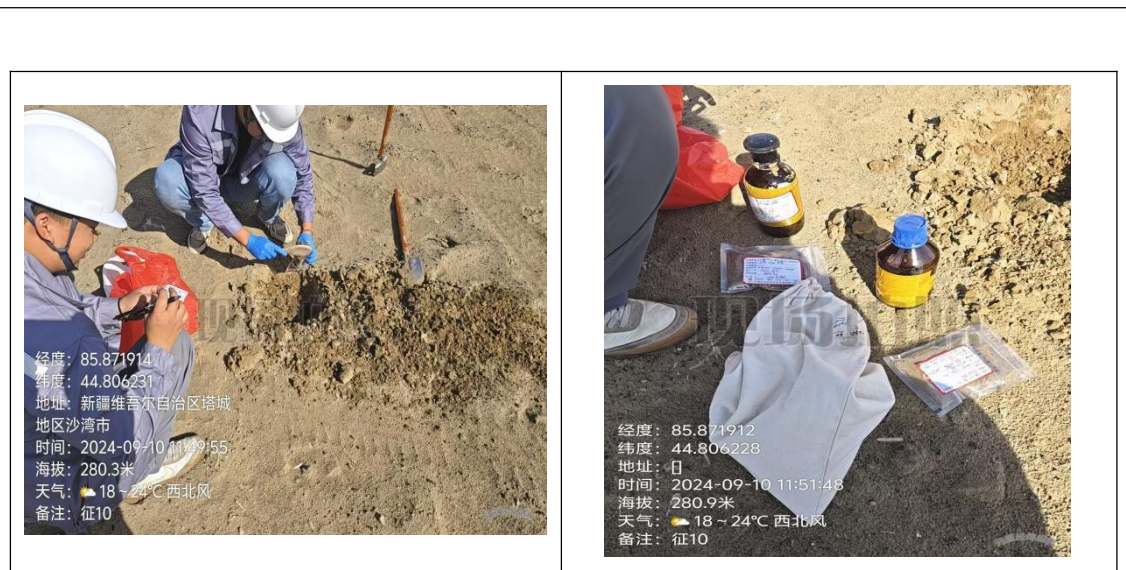 经度：85.871914
纬度：44.806231
地址：新疆维吾尔自治区塔城
地区沙湾市
时间：2024-09-10 11:49:55
海拔：280.3米
天气：18～24℃ 西北风
备注：征10
经度：85.871912
纬度：44.806228
地址：[]
时间：2024-09-10 11:51:48
海拔：280.9米
天气：18～24℃ 西北风
备注：征10